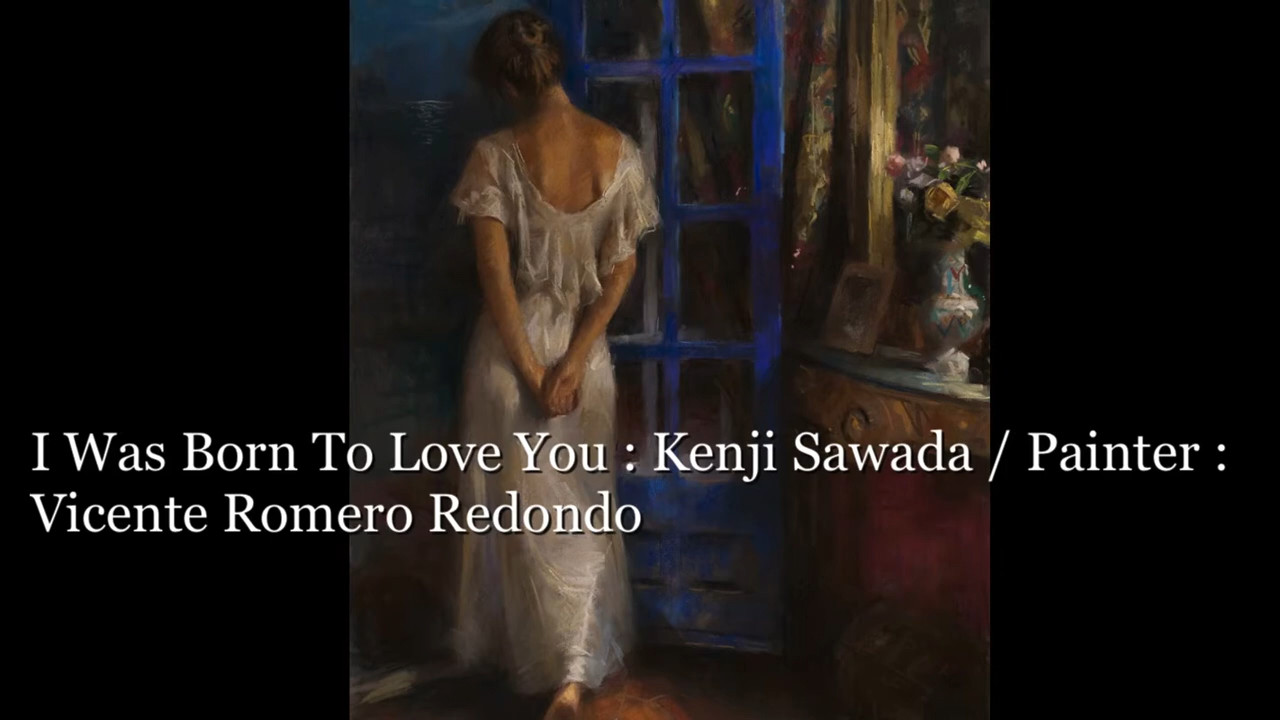 I Was Born To Love You : Kenji Sawada / Painter :
Vicente Romero Redondo